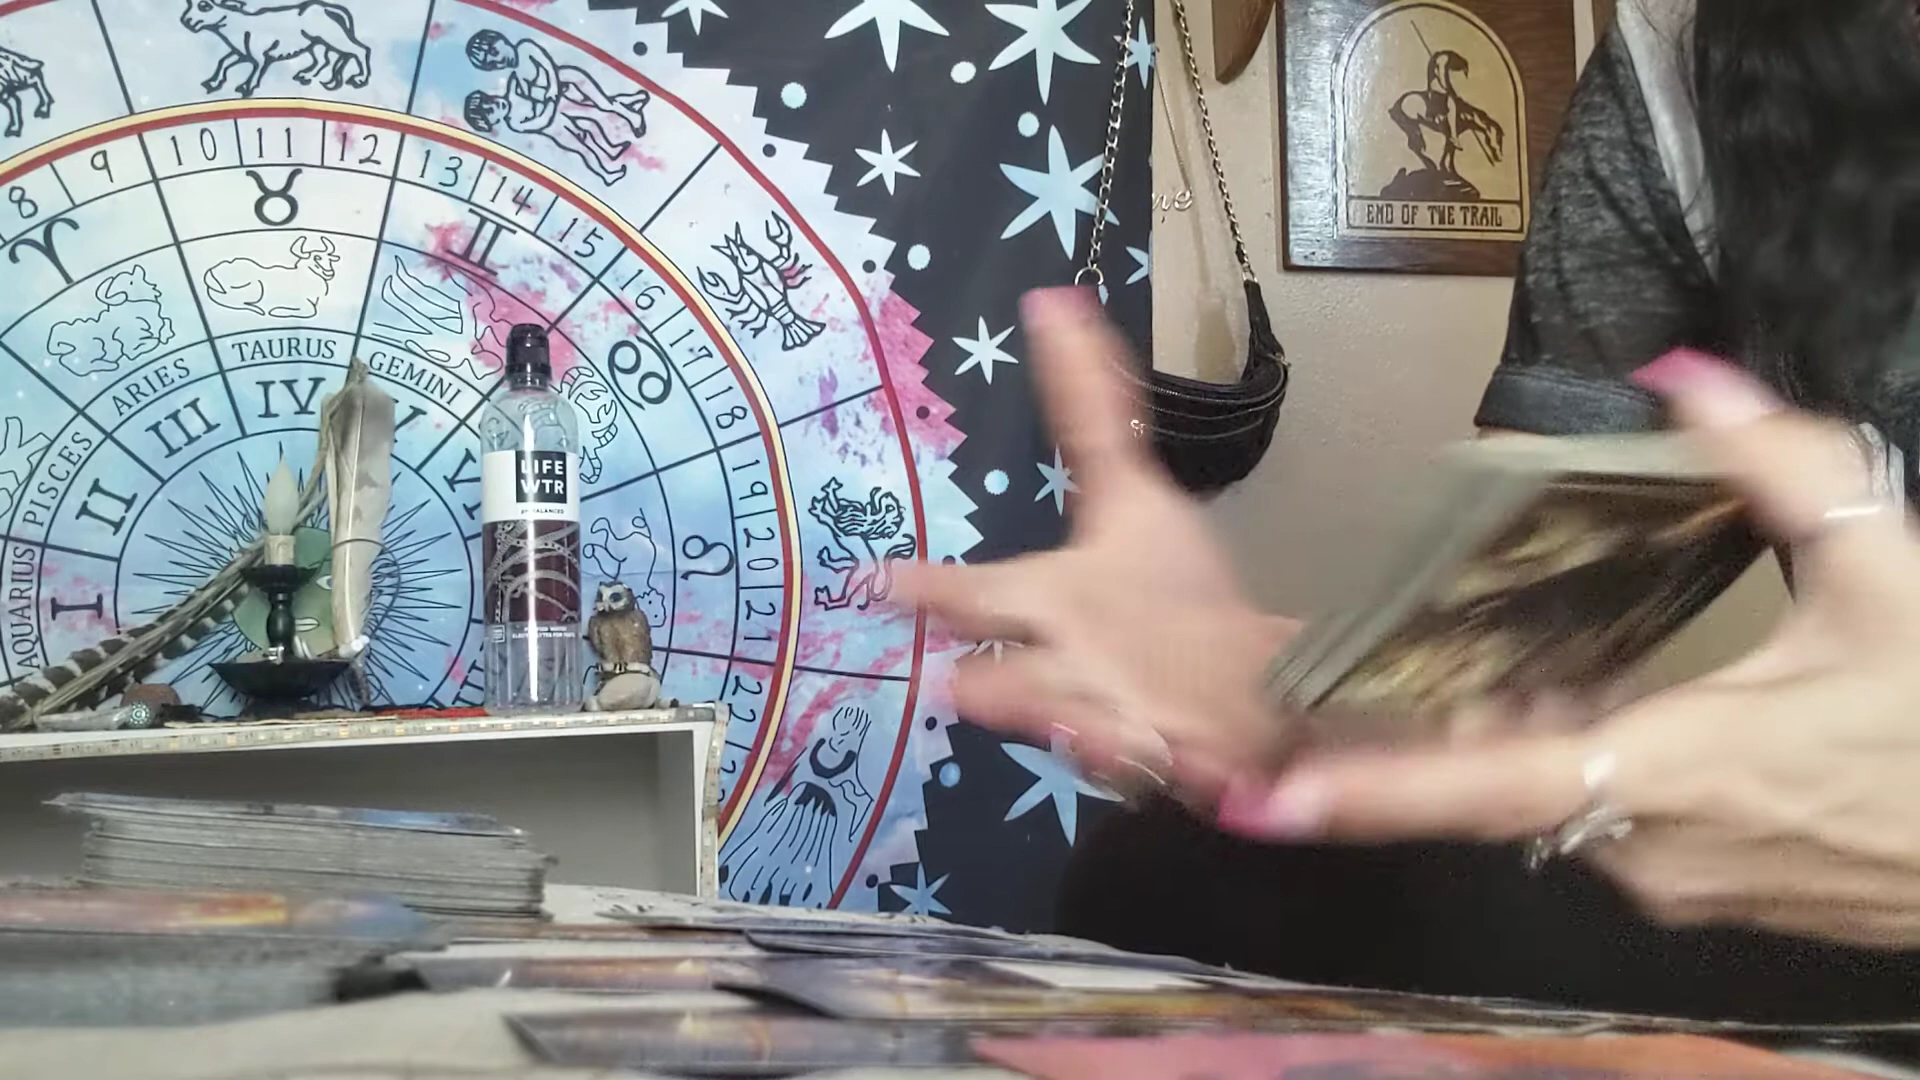 8 9 10 11 12 13 14 15 16 17 18 19 20 21 22
ARIES
TAURUS
GEMINI
PISCES
AQUARIUS
I II III IV V VI
LIFE
WTR
END OF THE TRAIL